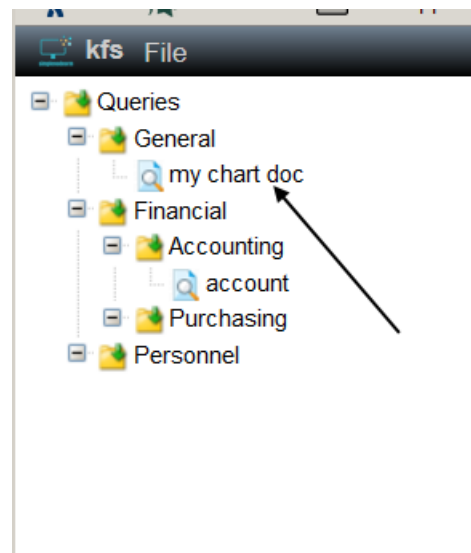 kfs File
Queries
General
my chart doc
Financial
Accounting
account
Purchasing
Personnel